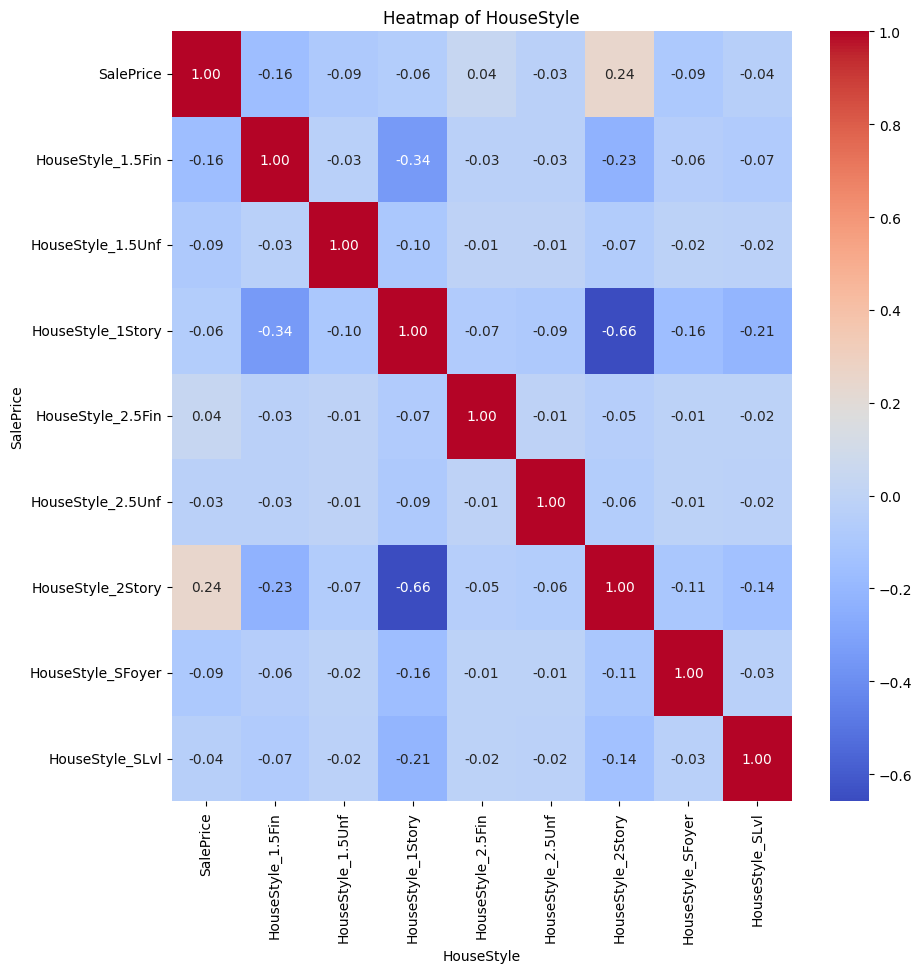 Heatmap of HouseStyle
SalePrice 1.00 -0.16 -0.09 -0.06 0.04 -0.03 0.24 -0.09 -0.04
HouseStyle_1.5Fin -0.16 1.00 -0.03 -0.34 -0.03 -0.03 -0.23 -0.06 -0.07
HouseStyle_1.5Unf -0.09 -0.03 1.00 -0.10 -0.01 -0.01 -0.07 -0.02 -0.02
HouseStyle_1Story -0.06 -0.34 -0.10 1.00 -0.07 -0.09 -0.66 -0.16 -0.21
HouseStyle_2.5Fin 0.04 -0.03 -0.01 -0.07 1.00 -0.01 -0.05 -0.01 -0.02
HouseStyle_2.5Unf -0.03 -0.03 -0.01 -0.09 -0.01 1.00 -0.06 -0.01 -0.02
HouseStyle_2Story 0.24 -0.23 -0.07 -0.66 -0.05 -0.06 1.00 -0.11 -0.14
HouseStyle_SFoyer -0.09 -0.06 -0.02 -0.16 -0.01 -0.01 -0.11 1.00 -0.03
HouseStyle_SLvl -0.04 -0.07 -0.02 -0.21 -0.02 -0.02 -0.14 -0.03 1.00
SalePrice
SalePrice
HouseStyle_1.5Fin
HouseStyle_1.5Unf
HouseStyle_1Story
HouseStyle_2.5Fin
HouseStyle_2.5Unf
HouseStyle_2Story
HouseStyle_SFoyer
HouseStyle_SLvl
HouseStyle
1.0
0.8
0.6
0.4
0.2
0.0
−0.2
−0.4
−0.6